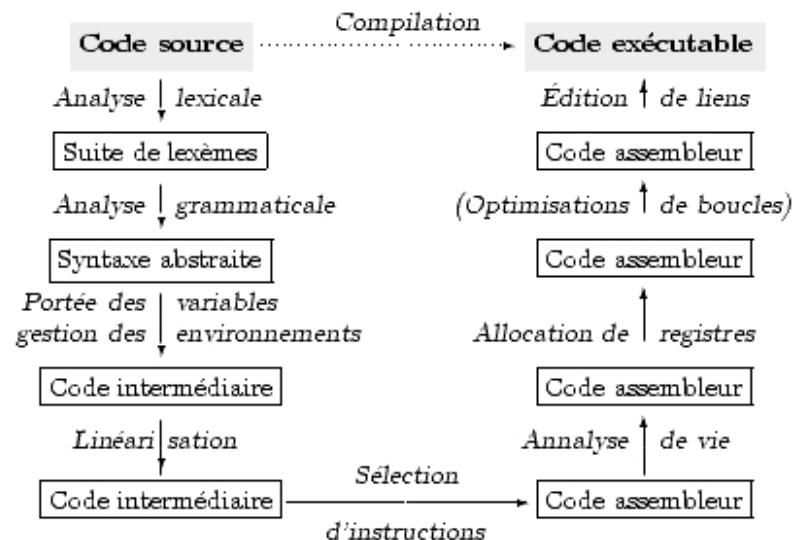 Compilation
Code source
Code exécutable
Analyse lexicale
Édition de liens
Suite de lexèmes
Code assembleur
Analyse grammaticale
(Optimisations de boucles)
Syntaxe abstraite
Code assembleur
Portée des variables
gestion des environnements
Allocation de registres
Code intermédiaire
Code assembleur
Linéari sation
Annalyse de vie
Sélection
Code intermédiaire
Code assembleur
d'instructions